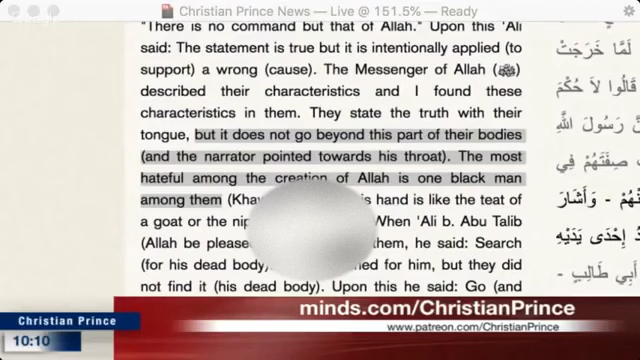 Christian Prince News — Live @ 151.5% — Ready
"There is no command but that of Allah." Upon this 'Ali
said: The statement is true but it is intentionally applied (to
support) a wrong (cause). The Messenger of Allah (ﷺ)
described their characteristics and I found these
characteristics in them. They state the truth with their
tongue, but it does not go beyond this part of their bodies
(and the narrator pointed towards his throat). The most
hateful among the creation of Allah is one black man
among them (Khaw is hand is like the teat of
a goat or the nip When 'Ali b. Abu Talib
(Allah be please them, he said: Search
(for his dead body). ed for him, but they did
not find it (his dead body). Upon this he said: Go (and
لَمَّا خَرَجَتْ
قَالُوا لاَ حُكْمَ
رَسُولَ اللَّهِ
صِفَتَهُمْ فِي
مِنْهُمْ - وَأَشَارَ
إِحْدَى يَدَيْهِ
أَبِي طَالِبٍ -
minds.com/ChristianPrince
www.patreon.com/ChristianPrince
Christian Prince
10:10